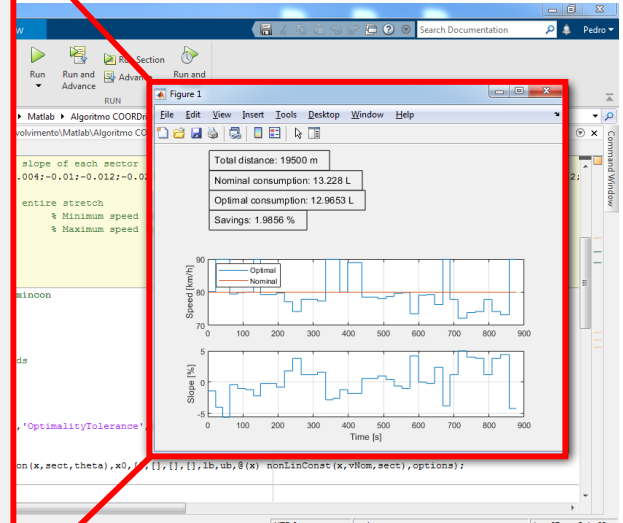 W
Search Documentation
Pedro
Run
Run and
Advance
Run Section
Advance
Run and
RUN
Matlab ▸ Algoritmo COORDri
volvimento\Matlab\Algoritmo CO
Command Window
slope of each sector
.004;-0.01;-0.012;-0.02
2;
entire stretch
% Minimum speed
% Maximum speed
mincon
ds
,'OptimalityTolerance',
on(x,sect,theta),x0,[],[],[],[],lb,ub,@(x) nonLinConst(x,vNom,sect),options);
Figure 1
File Edit View Insert Tools Desktop Window Help
Total distance: 19500 m
Nominal consumption: 13.228 L
Optimal consumption: 12.9653 L
Savings: 1.9856 %
Speed [km/h]
90
80
70
Optimal
Nominal
0 100 200 300 400 500 600 700 800 900
Slope [%]
5
0
-5
0 100 200 300 400 500 600 700 800 900
Time [s]